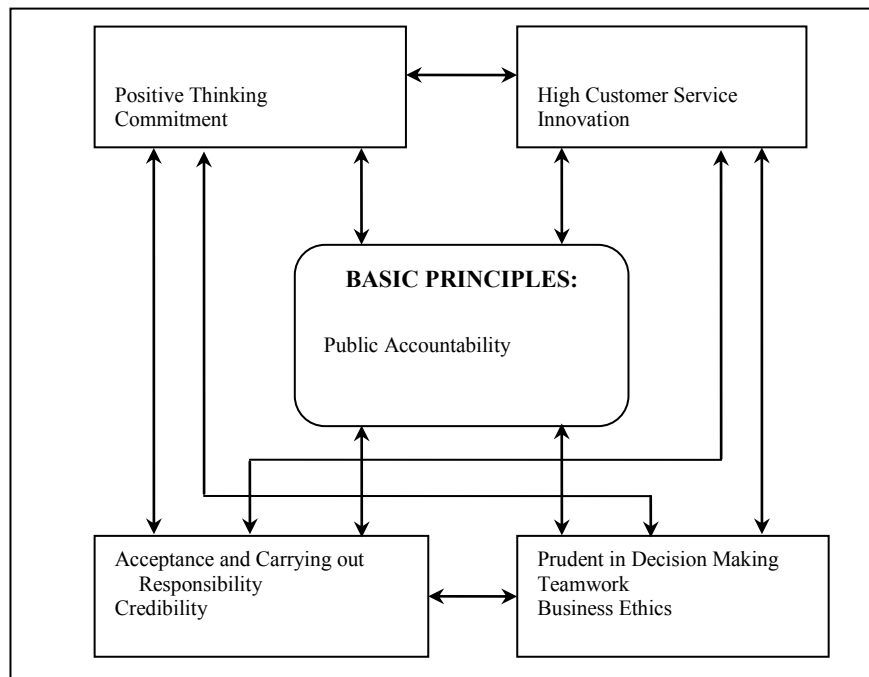 Positive Thinking
Commitment
High Customer Service
Innovation
BASIC PRINCIPLES:
Public Accountability
Acceptance and Carrying out
Responsibility
Credibility
Prudent in Decision Making
Teamwork
Business Ethics